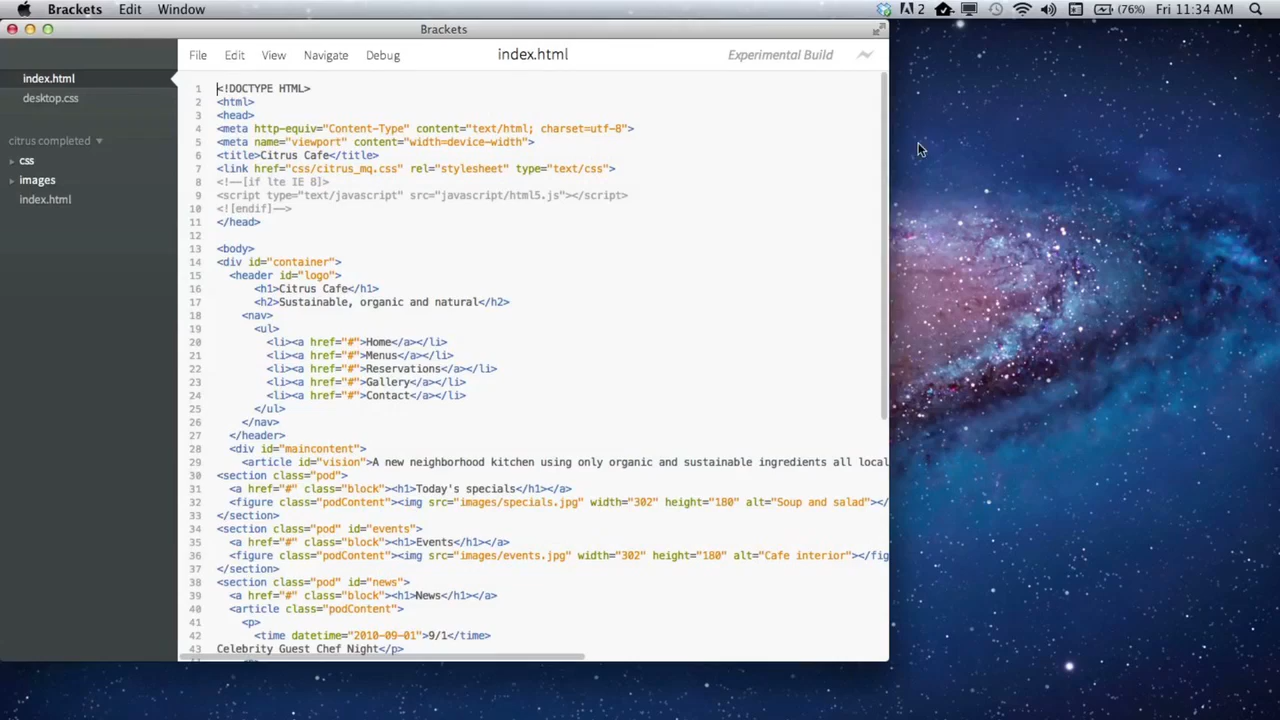 Brackets Edit Window 2 (76%) Fri 11:34 AM
Brackets
File Edit View Navigate Debug index.html Experimental Build
index.html
desktop.css
citrus completed
css
images
index.html
1 <!DOCTYPE HTML>
2 <html>
3 <head>
4 <meta http-equiv="Content-Type" content="text/html; charset=utf-8">
5 <meta name="viewport" content="width=device-width">
6 <title>Citrus Cafe</title>
7 <link href="css/citrus_mq.css" rel="stylesheet" type="text/css">
8 <!--[if lte IE 8]>
9 <script type="text/javascript" src="javascript/html5.js"></script>
10 <![endif]-->
11 </head>
12
13 <body>
14 <div id="container">
15 <header id="logo">
16 <h1>Citrus Cafe</h1>
17 <h2>Sustainable, organic and natural</h2>
18 <nav>
19 <ul>
20 <li><a href="#">Home</a></li>
21 <li><a href="#">Menus</a></li>
22 <li><a href="#">Reservations</a></li>
23 <li><a href="#">Gallery</a></li>
24 <li><a href="#">Contact</a></li>
25 </ul>
26 </nav>
27 </header>
28 <div id="maincontent">
29 <article id="vision">A new neighborhood kitchen using only organic and sustainable ingredients all local
30 <section class="pod">
31 <a href="#" class="block"><h1>Today's specials</h1></a>
32 <figure class="podContent"><img src="images/specials.jpg" width="302" height="180" alt="Soup and salad"></
33 </section>
34 <section class="pod" id="events">
35 <a href="#" class="block"><h1>Events</h1></a>
36 <figure class="podContent"><img src="images/events.jpg" width="302" height="180" alt="Cafe interior"></fig
37 </section>
38 <section class="pod" id="news">
39 <a href="#" class="block"><h1>News</h1></a>
40 <article class="podContent">
41 <p>
42 <time datetime="2010-09-01">9/1</time>
43 Celebrity Guest Chef Night</p>